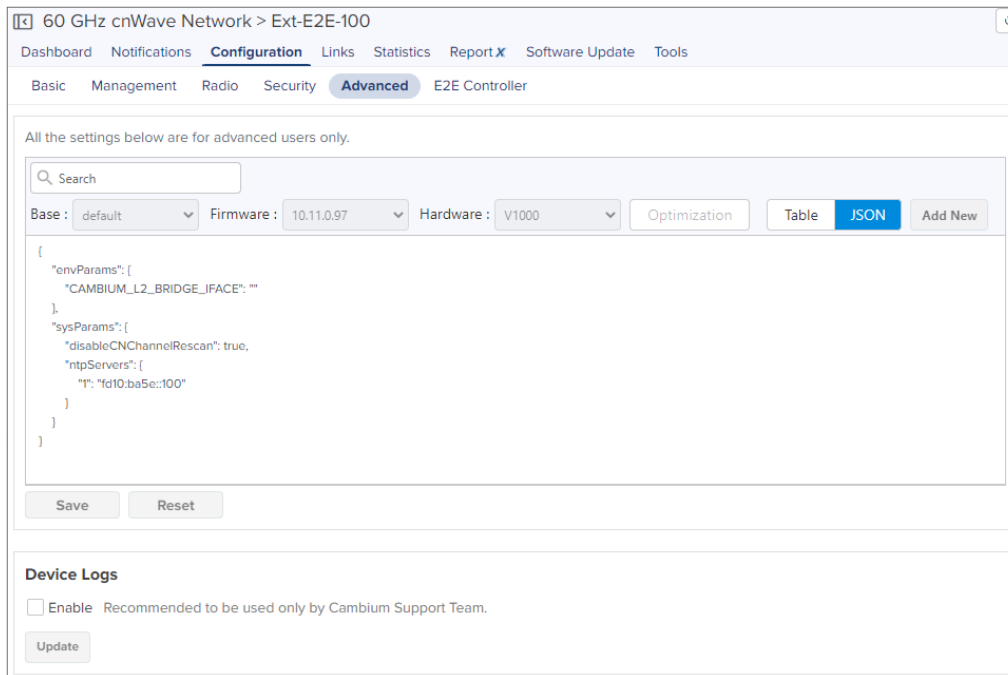 60 GHz cnWave Network > Ext-E2E-100
Dashboard Notifications Configuration Links Statistics Report X Software Update Tools
Basic Management Radio Security Advanced E2E Controller
All the settings below are for advanced users only.
Search
Base : default Firmware : 10.11.0.97 Hardware : V1000 Optimization Table JSON Add New
{
"envParams": {
"CAMBIUM_L2_BRIDGE_IFACE": ""
},
"sysParams": {
"disableCNChannelRescan": true,
"ntpServers": {
"1": "fd10:ba5e::100"
}
}
}
Save Reset
Device Logs
Enable Recommended to be used only by Cambium Support Team.
Update